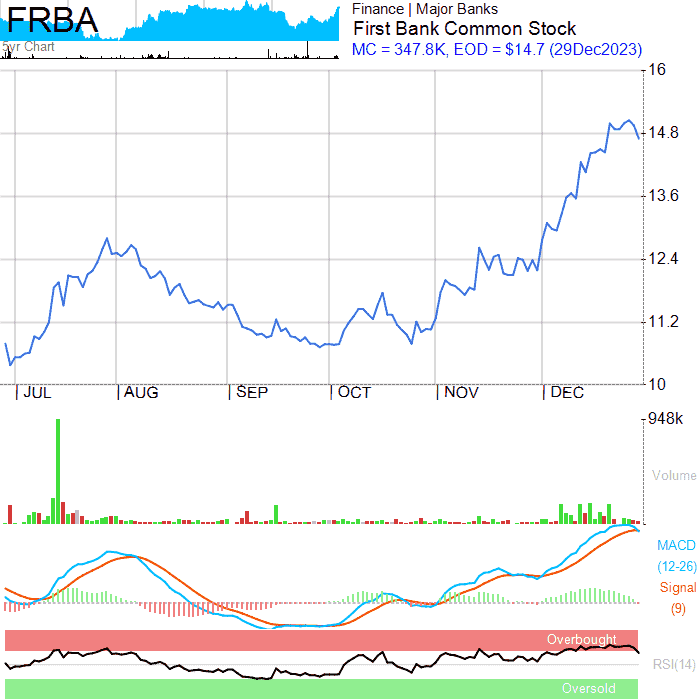 FRBA
5yr Chart
Finance | Major Banks
First Bank Common Stock
MC = 347.8K, EOD = $14.7 (29Dec2023)
16
14.8
13.6
12.4
11.2
10
JUL
AUG
SEP
OCT
NOV
DEC
948k
Volume
MACD
(12-26)
Signal
(9)
Overbought
RSI(14)
Oversold